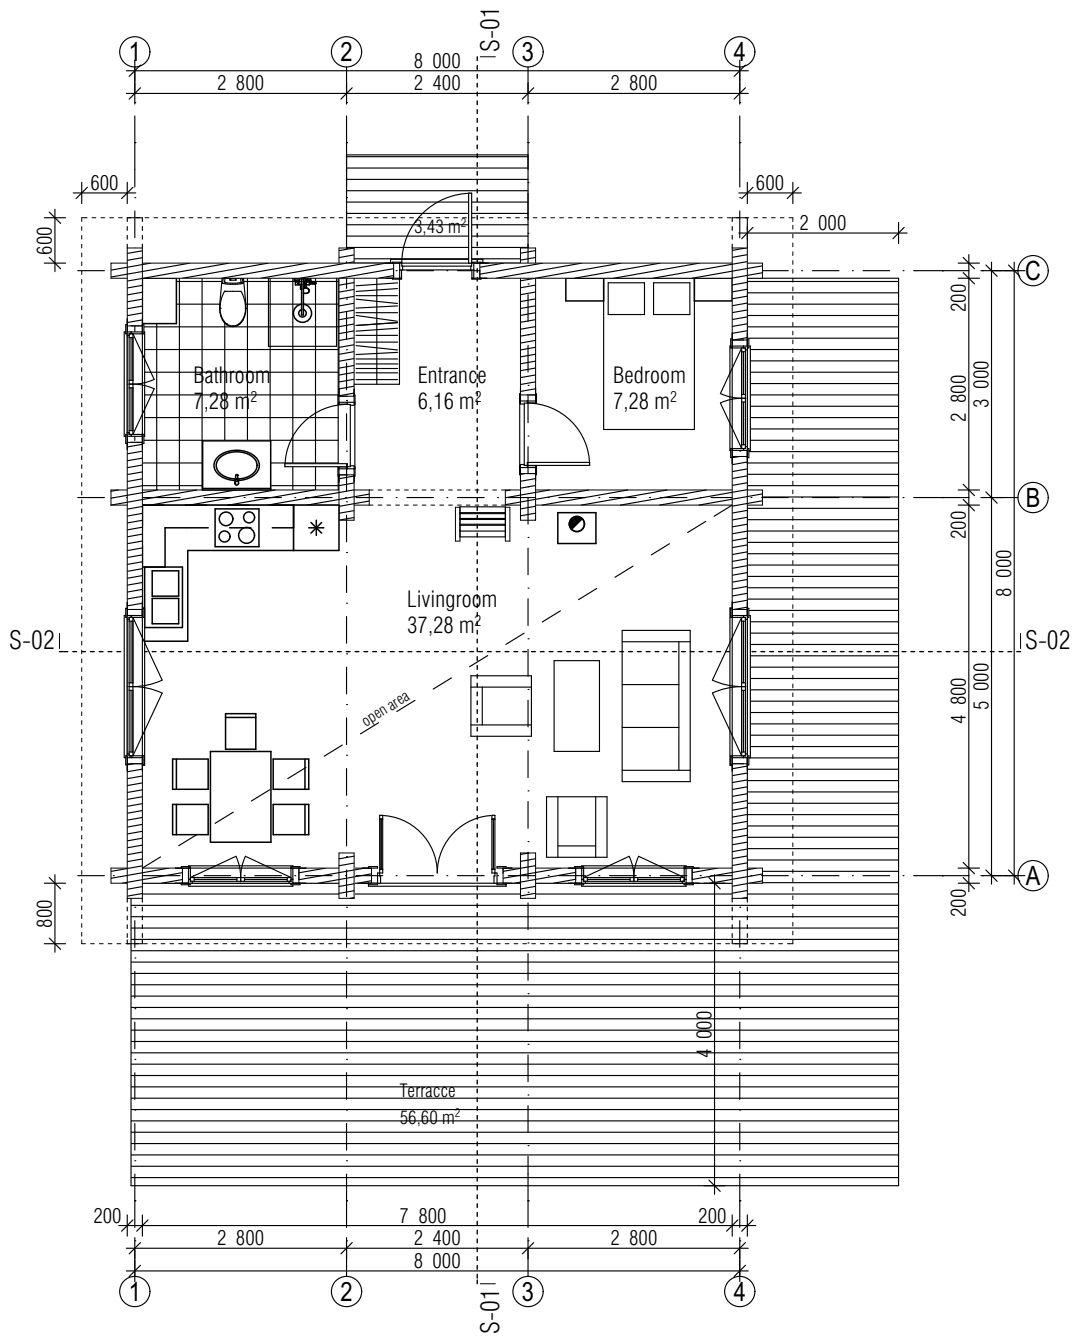 S-01
1
2
3
4
8 000
2 800
2 400
2 800
600
600
600
2 000
3,43 m²
C
200
Bathroom
7,28 m²
Entrance
6,16 m²
Bedroom
7,28 m²
2 800
3 000
B
200
8 000
Livingroom
37,28 m²
S-02
S-02
4 800
5 000
open area
A
200
800
4 000
Terracce
56,60 m²
200
7 800
200
2 800
2 400
2 800
8 000
1
2
3
4
S-01